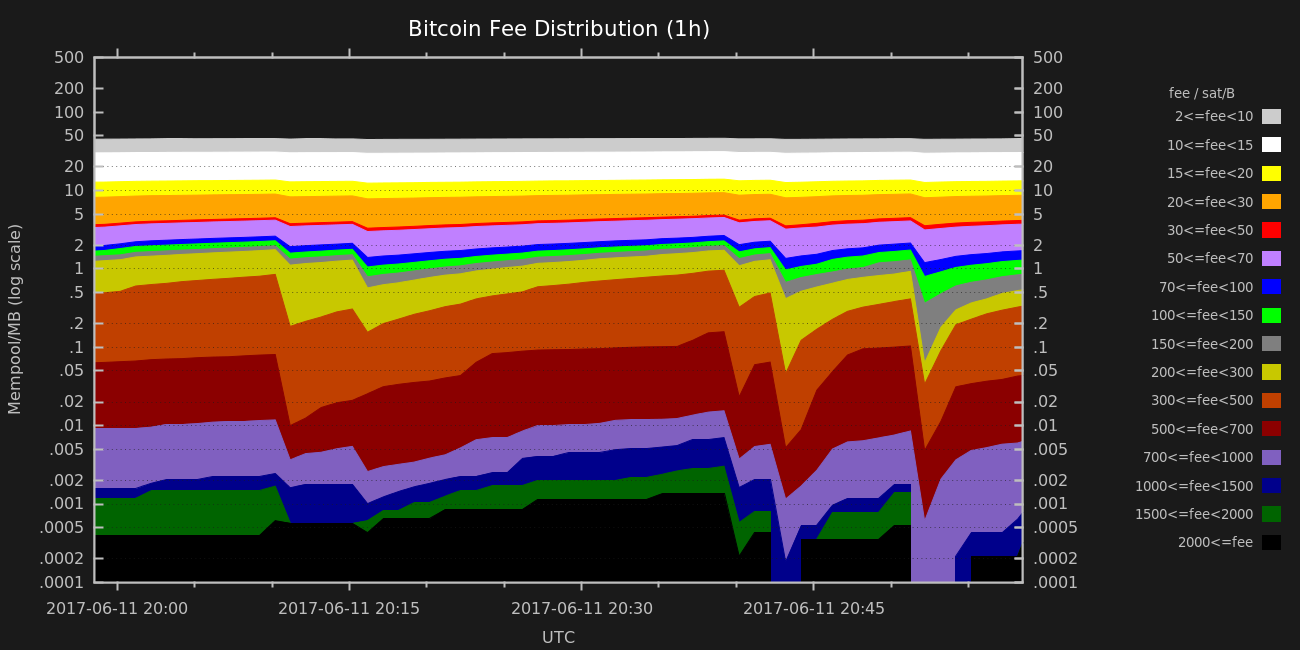 Bitcoin Fee Distribution (1h)
Mempool/MB (log scale)
500
200
100
50
20
10
5
2
1
.5
.2
.1
.05
.02
.01
.005
.002
.001
.0005
.0002
.0001
500
200
100
50
20
10
5
2
1
.5
.2
.1
.05
.02
.01
.005
.002
.001
.0005
.0002
.0001
2017-06-11 20:00 2017-06-11 20:15 2017-06-11 20:30 2017-06-11 20:45
UTC
fee / sat/B
2<=fee<10
10<=fee<15
15<=fee<20
20<=fee<30
30<=fee<50
50<=fee<70
70<=fee<100
100<=fee<150
150<=fee<200
200<=fee<300
300<=fee<500
500<=fee<700
700<=fee<1000
1000<=fee<1500
1500<=fee<2000
2000<=fee